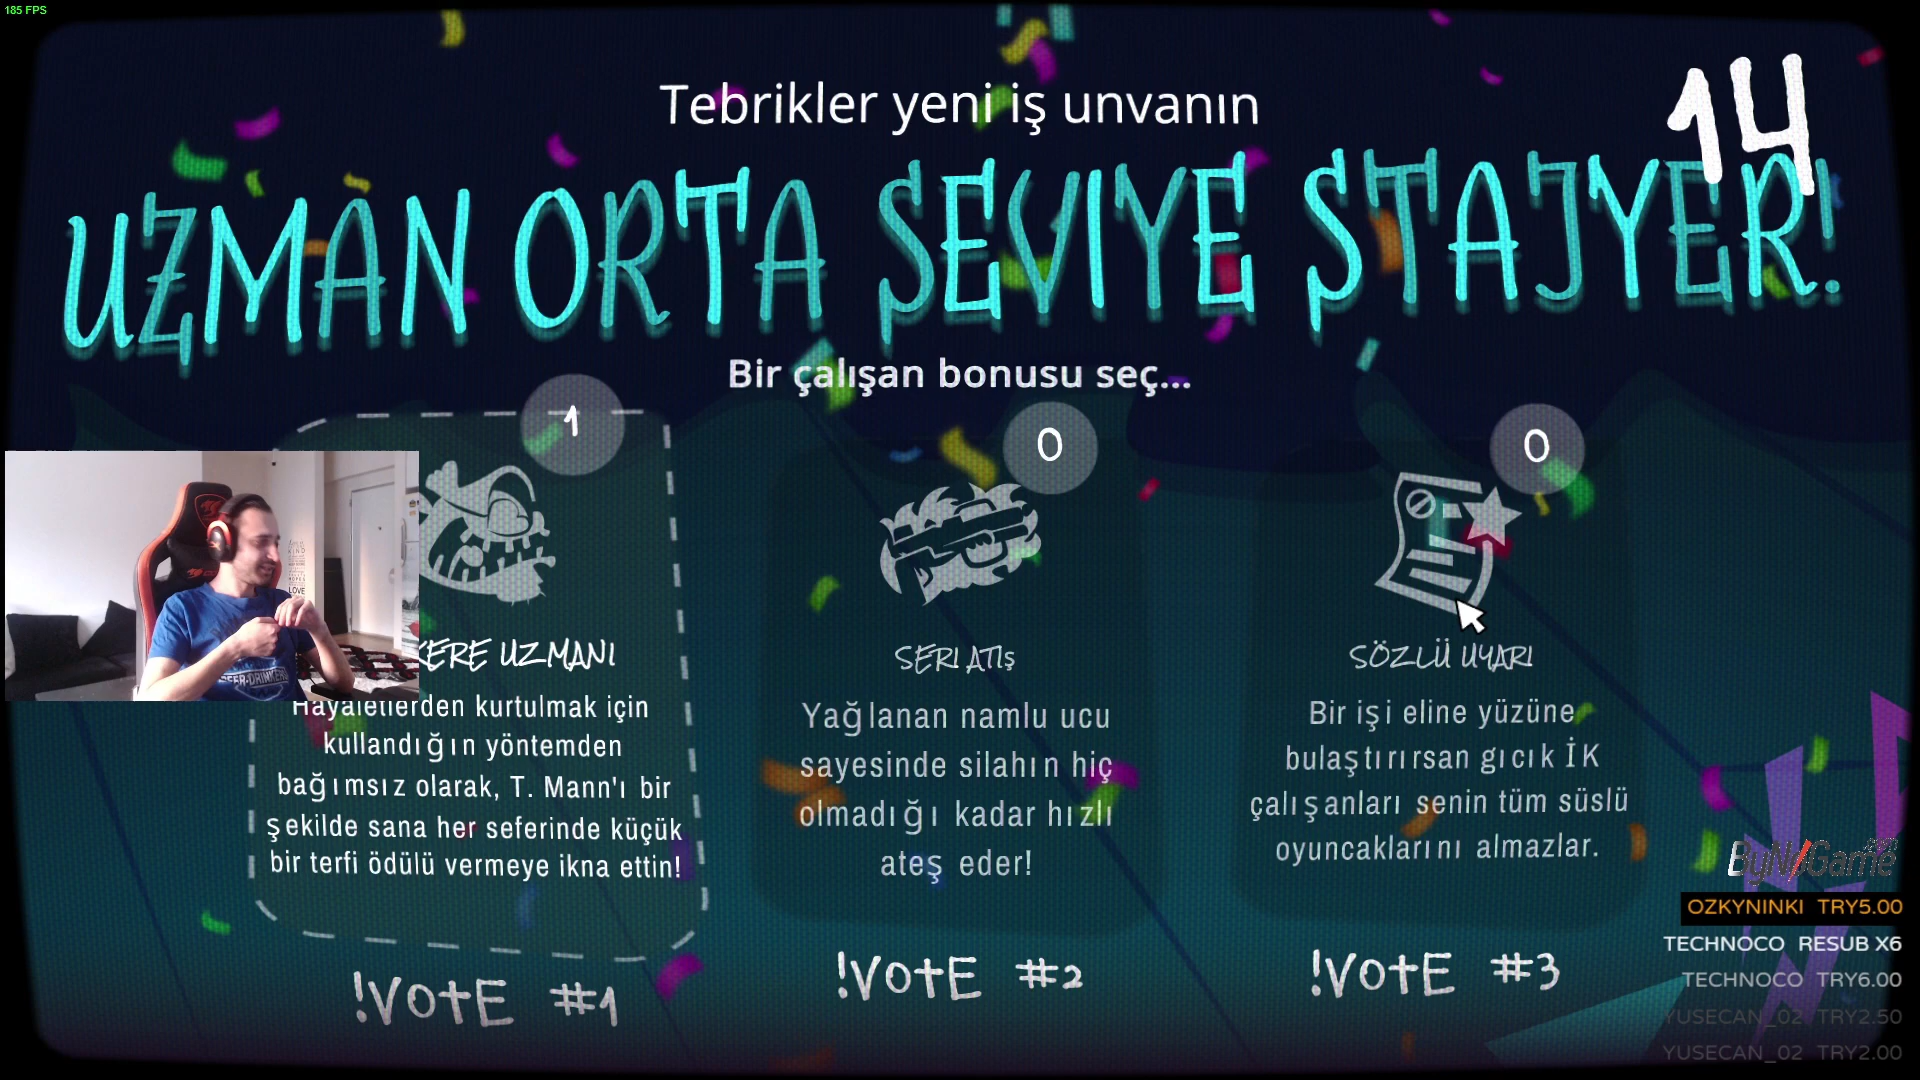 185 FPS
Tebrikler yeni iş unvanın
14
UZMAN ORTA SEVIYE STAJYER!
Bir çalışan bonusu seç...
1
0
0
KERE UZMANI
Hayaletlerden kurtulmak için
kullandığın yöntemden
bağımsız olarak, T. Mann'ı bir
şekilde sana her seferinde küçük
bir terfi ödülü vermeye ikna ettin!
SERI ATIŞ
Yağlanan namlu ucu
sayesinde silahın hiç
olmadığı kadar hızlı
ateş eder!
SÖZLÜ UYARI
Bir işi eline yüzüne
bulaştırırsan gıcık İK
çalışanları senin tüm süslü
oyuncaklarını almazlar.
!VOTE #1
!VOTE #2
!VOTE #3
ByNoGame
OZKYNINKI TRY5.00
TECHNOCO RESUB X6
TECHNOCO TRY6.00
YUSECAN_02 TRY2.50
YUSECAN_02 TRY2.00